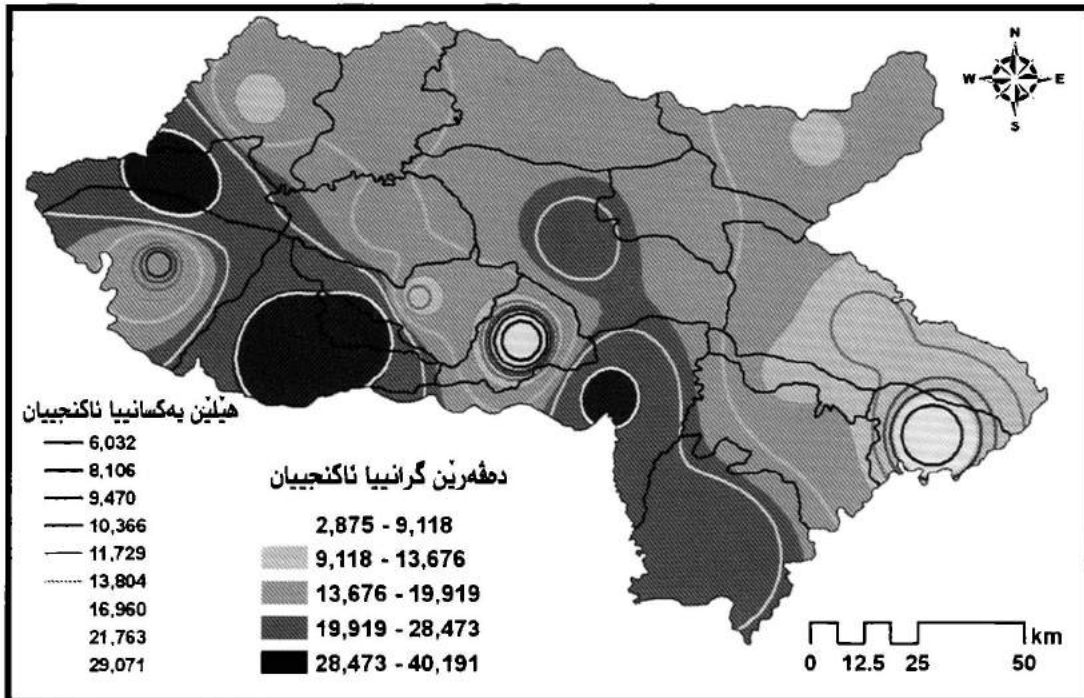 N
W E
S
هێلێن یەکسانییا ئاکنجییان
6,032
8,106
9,470
10,366
11,729
13,804
16,960
21,763
29,071
دەڤەرێن گرانییا ئاکنجییان
2,875 - 9,118
9,118 - 13,676
13,676 - 19,919
19,919 - 28,473
28,473 - 40,191
km
0 12.5 25 50